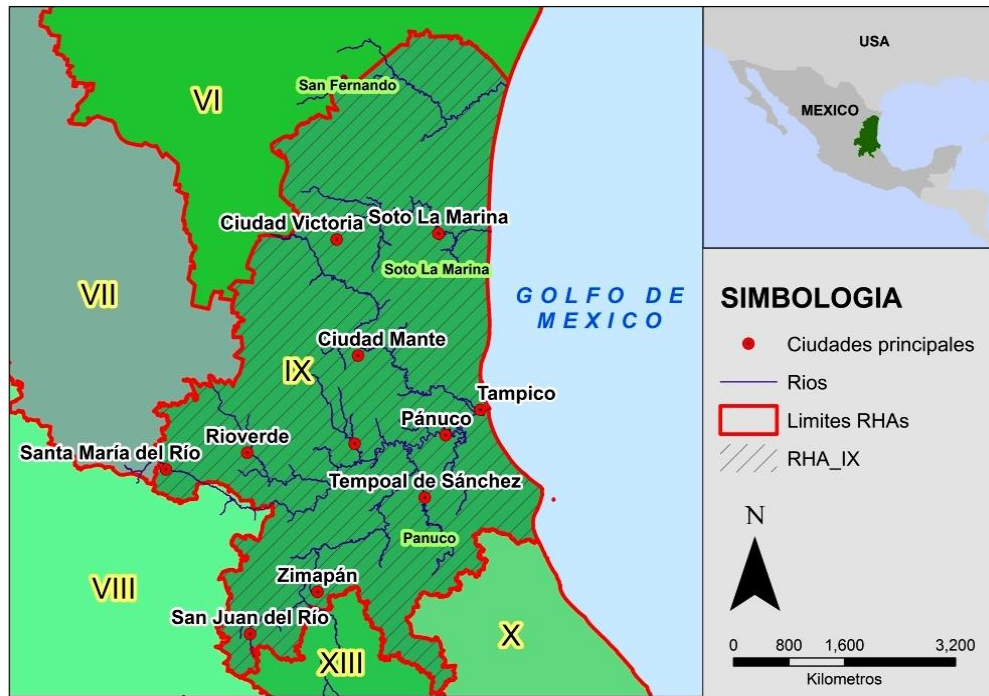 USA
MEXICO
VI
San Fernando
Ciudad Victoria
Soto La Marina
Soto La Marina
VII
GOLFO DE
MEXICO
Ciudad Mante
IX
Tampico
Pánuco
Rioverde
Santa María del Río
Tempoal de Sánchez
Panuco
VIII
Zimapán
San Juan del Río
X
XIII
SIMBOLOGIA
Ciudades principales
Rios
Limites RHAs
RHA_IX
N
0 800 1,600 3,200
Kilometros